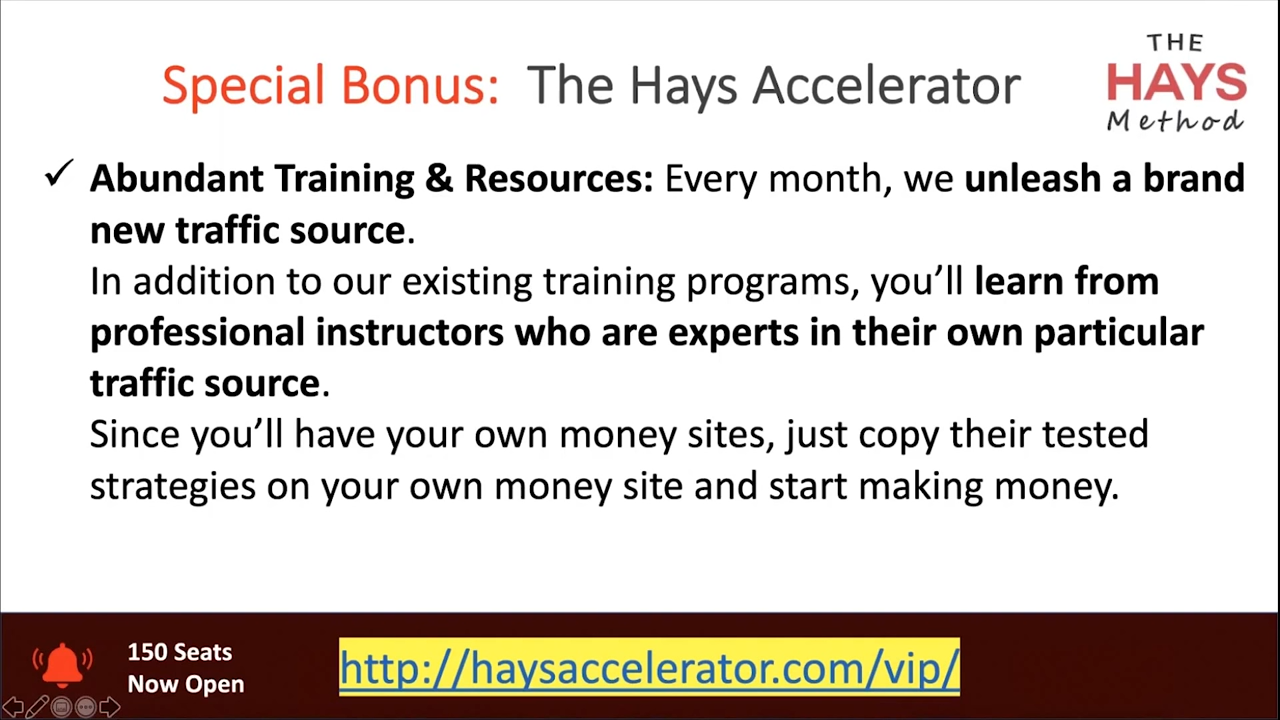 Special Bonus: The Hays Accelerator
THE
HAYS
Method
✓ Abundant Training & Resources: Every month, we unleash a brand
new traffic source.
In addition to our existing training programs, you’ll learn from
professional instructors who are experts in their own particular
traffic source.
Since you’ll have your own money sites, just copy their tested
strategies on your own money site and start making money.
150 Seats
Now Open
http://haysaccelerator.com/vip/